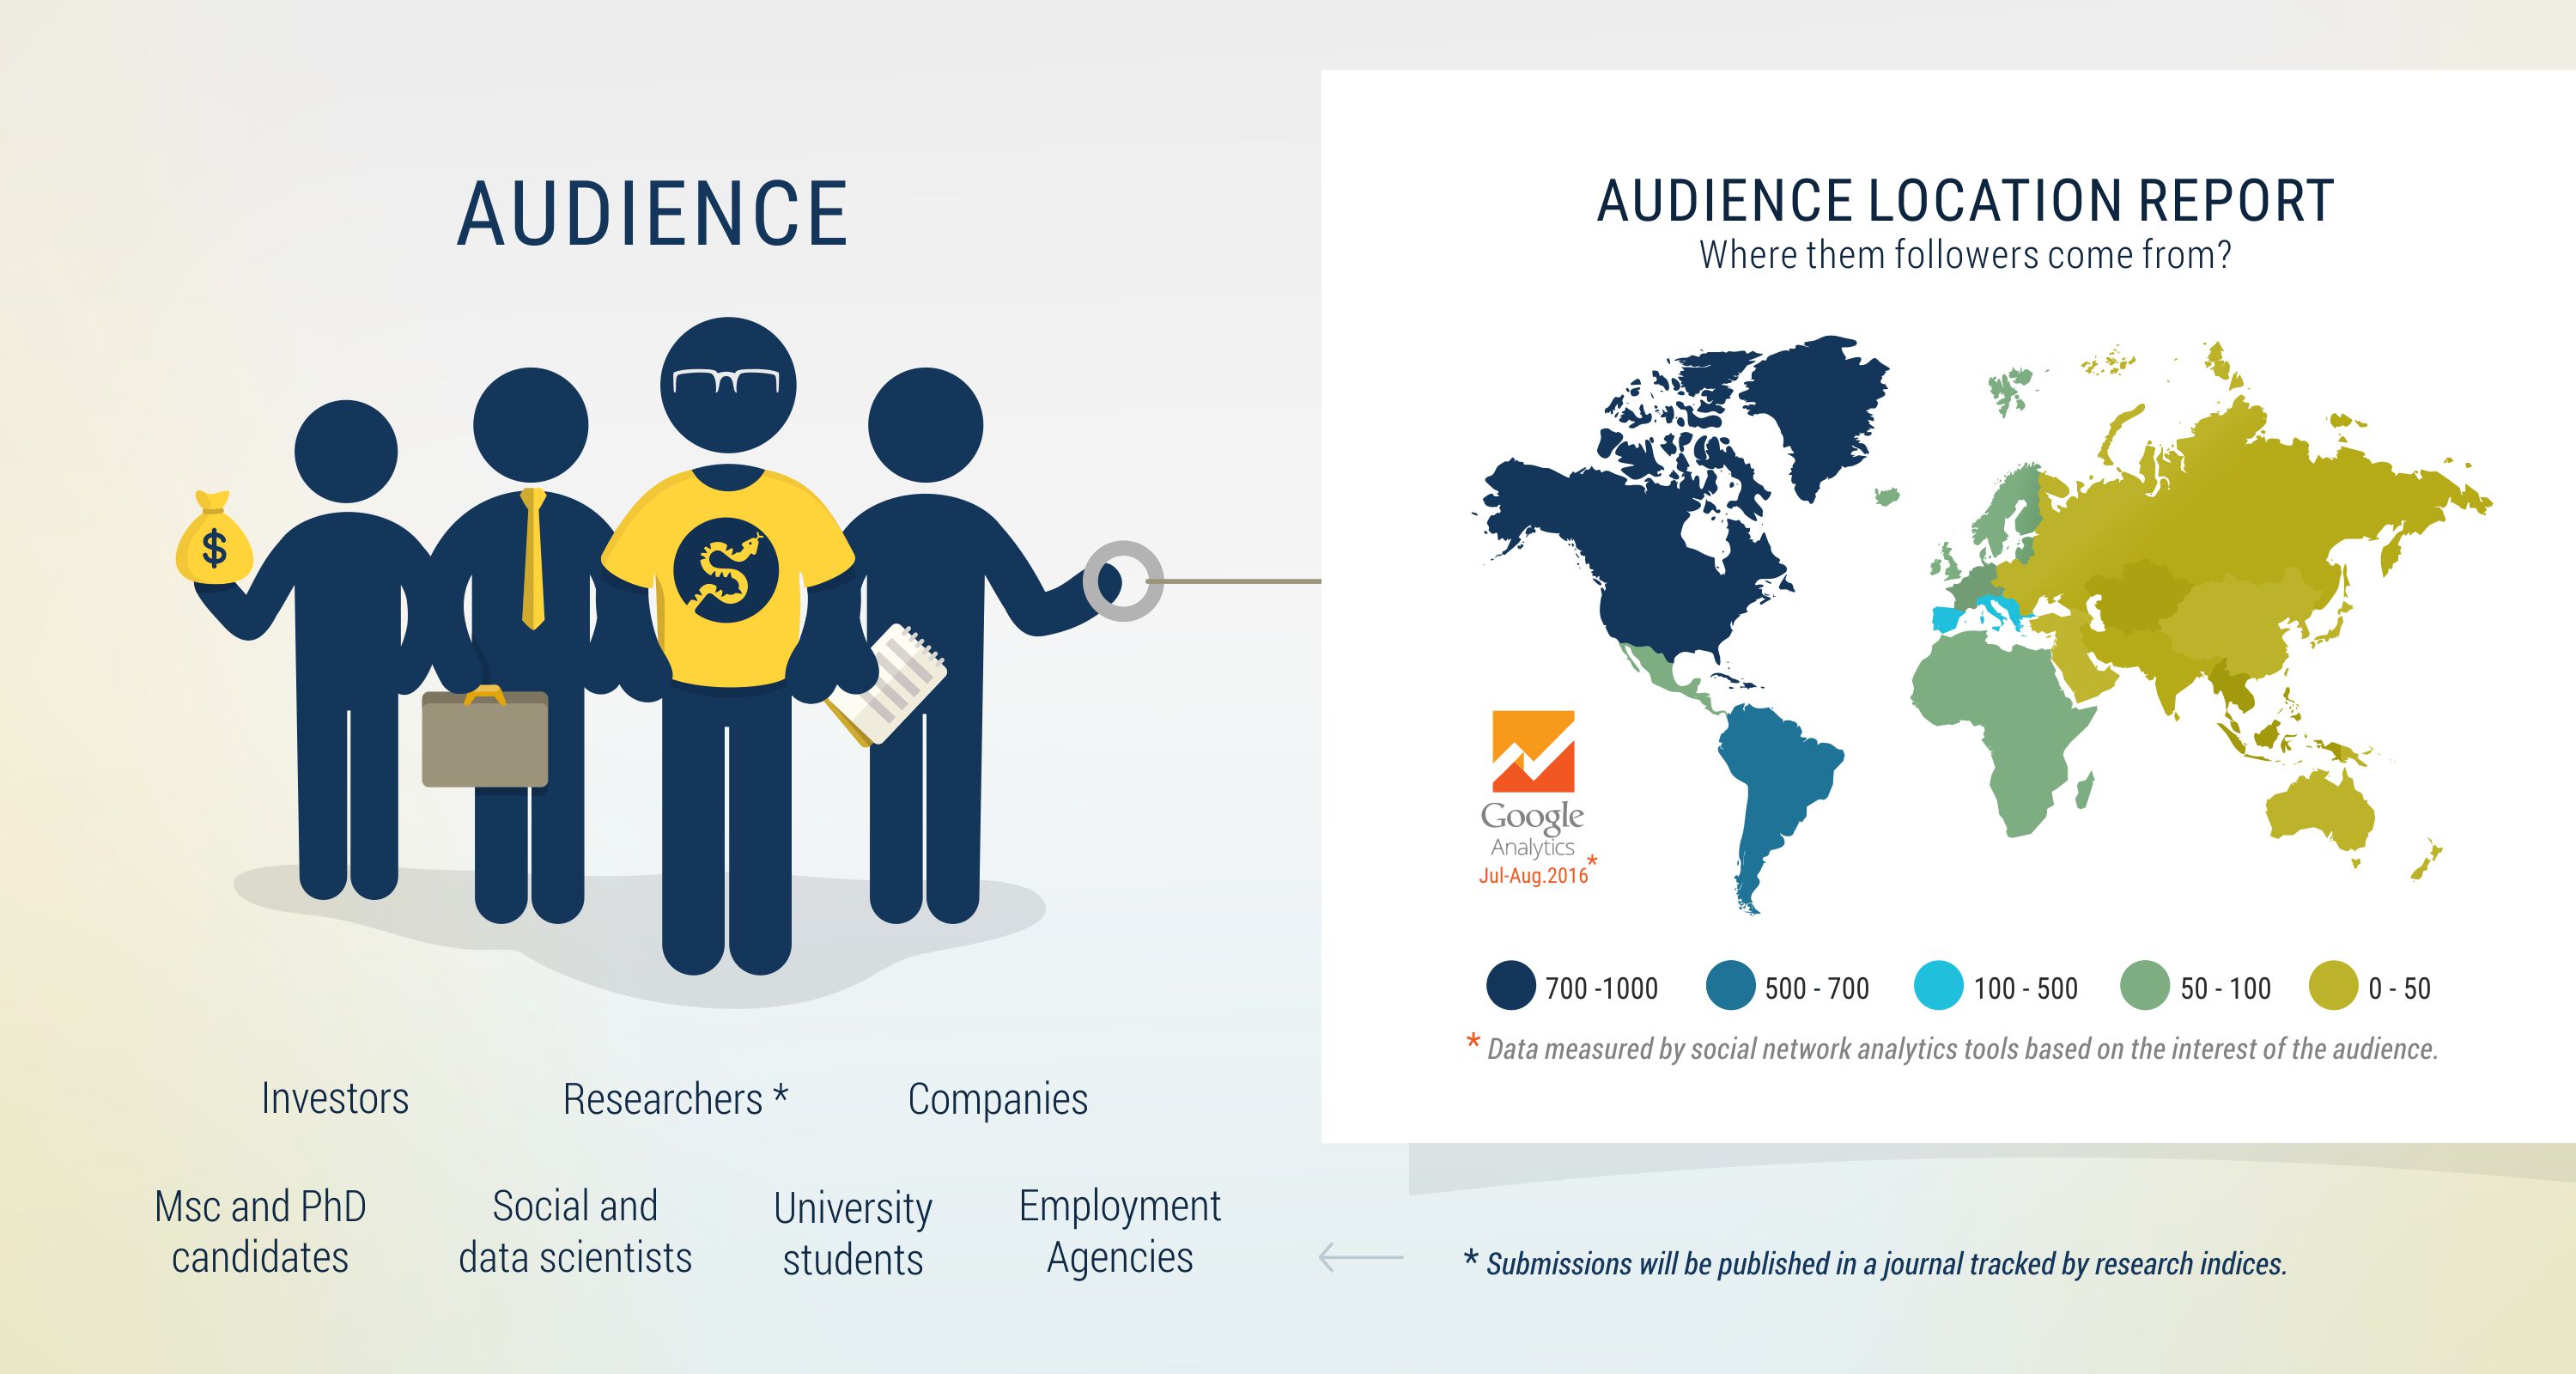 AUDIENCE
Investors
Researchers *
Companies
Msc and PhD
candidates
Social and
data scientists
University
students
Employment
Agencies
AUDIENCE LOCATION REPORT
Where them followers come from?
Google
Analytics
Jul-Aug.2016*
700 -1000
500 - 700
100 - 500
50 - 100
0 - 50
* Data measured by social network analytics tools based on the interest of the audience.
* Submissions will be published in a journal tracked by research indices.
$
S